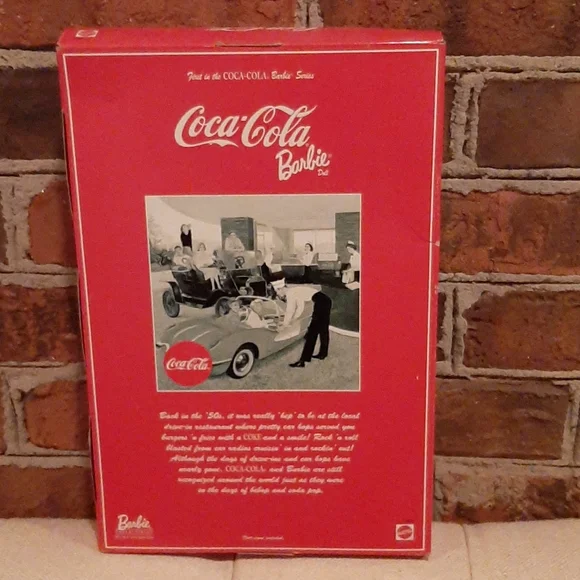 First in the COCA-COLA® Barbie® Series
Coca-Cola®
Barbie®
Doll
Coca-Cola
Back in the '50s, it was really 'hep' to be at the local
drive-in restaurant where pretty car hops served you
burgers 'n fries with a COKE and a smile! Rock 'n roll
blasted from car radios cruisin' in and rockin' out!
Although the days of drive-ins and car hops have
nearly gone, COCA-COLA® and Barbie are still
recognized around the world just as they were
in the days of bebop and soda pop.
Barbie
MATTEL